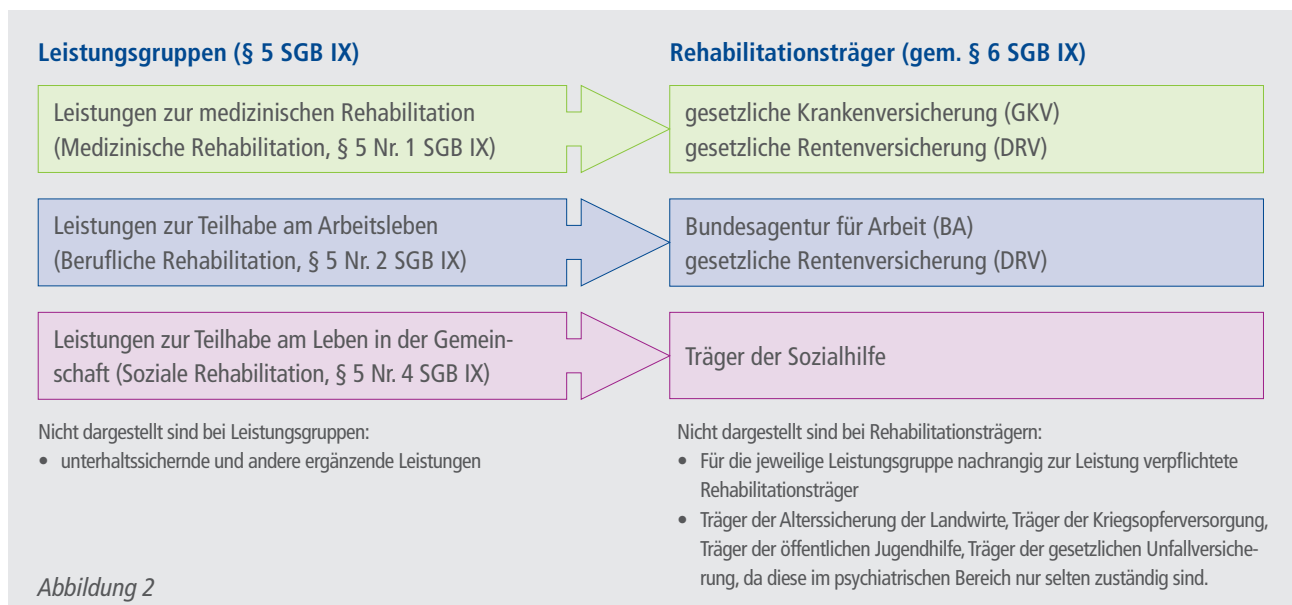 Leistungsgruppen (§ 5 SGB IX)
Rehabilitationsträger (gem. § 6 SGB IX)
Leistungen zur medizinischen Rehabilitation
(Medizinische Rehabilitation, § 5 Nr. 1 SGB IX)
gesetzliche Krankenversicherung (GKV)
gesetzliche Rentenversicherung (DRV)
Leistungen zur Teilhabe am Arbeitsleben
(Berufliche Rehabilitation, § 5 Nr. 2 SGB IX)
Bundesagentur für Arbeit (BA)
gesetzliche Rentenversicherung (DRV)
Leistungen zur Teilhabe am Leben in der Gemein-
schaft (Soziale Rehabilitation, § 5 Nr. 4 SGB IX)
Träger der Sozialhilfe
Nicht dargestellt sind bei Leistungsgruppen:
• unterhaltssichernde und andere ergänzende Leistungen
Nicht dargestellt sind bei Rehabilitationsträgern:
• Für die jeweilige Leistungsgruppe nachrangig zur Leistung verpflichtete
Rehabilitationsträger
• Träger der Alterssicherung der Landwirte, Träger der Kriegsopferversorgung,
Träger der öffentlichen Jugendhilfe, Träger der gesetzlichen Unfallversiche-
rung, da diese im psychiatrischen Bereich nur selten zuständig sind.
Abbildung 2